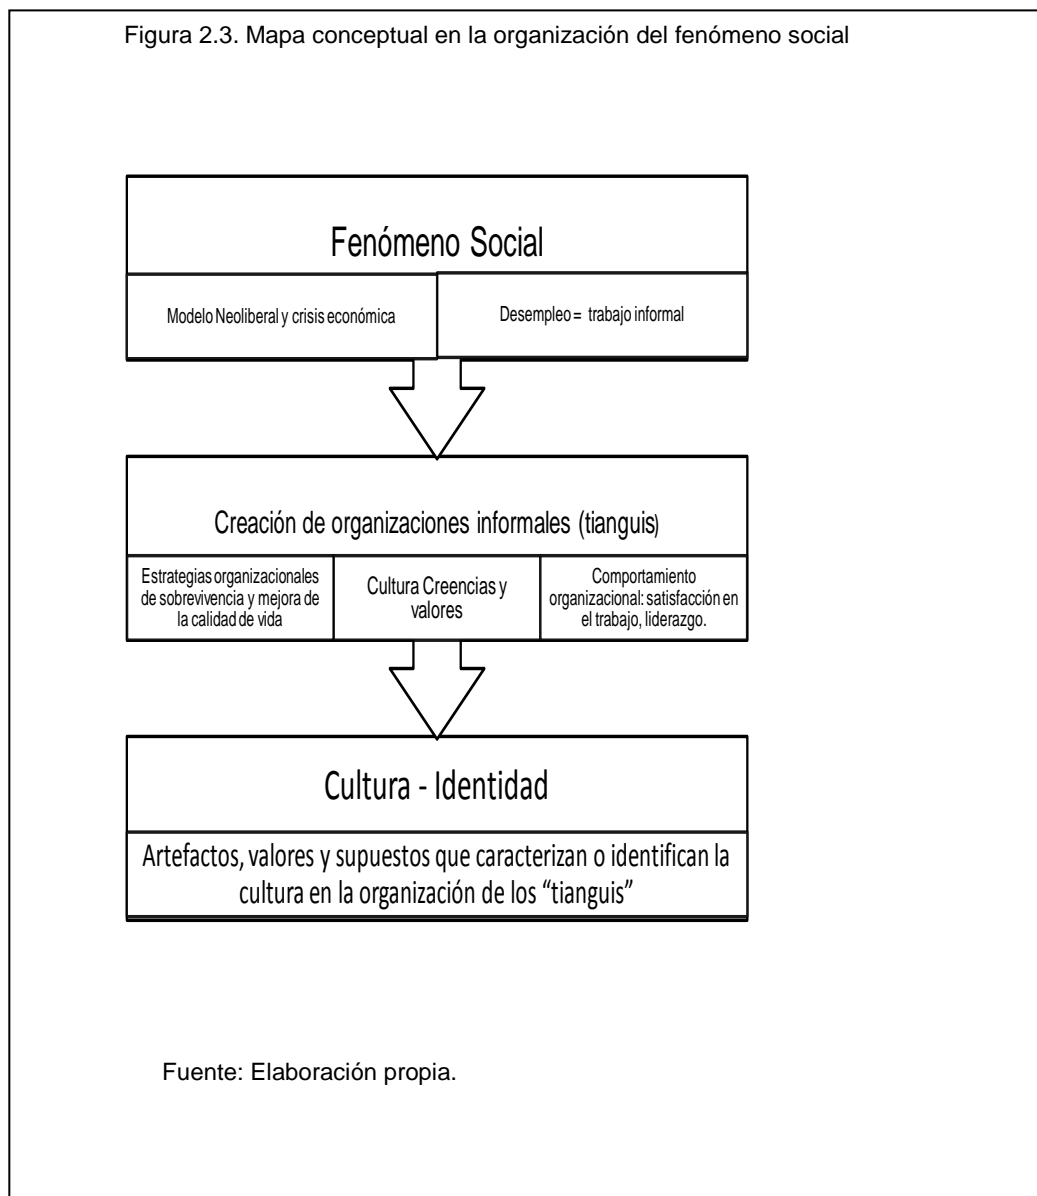 Figura 2.3. Mapa conceptual en la organización del fenómeno social
Fenómeno Social
Modelo Neoliberal y crisis económica
Desempleo = trabajo informal
Creación de organizaciones informales (tianguis)
Estrategias organizacionales
de sobrevivencia y mejora de
la calidad de vida
Cultura Creencias y
valores
Comportamiento
organizacional: satisfacción en
el trabajo, liderazgo.
Cultura - Identidad
Artefactos, valores y supuestos que caracterizan o identifican la
cultura en la organización de los “tianguis”
Fuente: Elaboración propia.